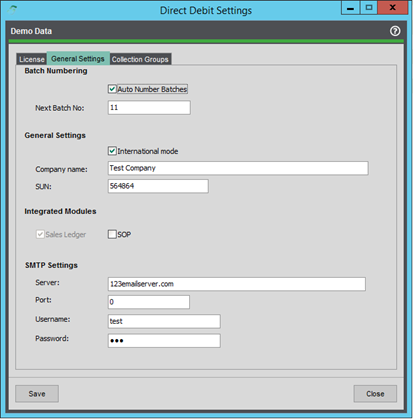 Direct Debit Settings
Demo Data
License General Settings Collection Groups
Batch Numbering
Auto Number Batches
Next Batch No: 11
General Settings
International mode
Company name: Test Company
SUN: 564864
Integrated Modules
Sales Ledger SOP
SMTP Settings
Server: 123emailserver.com
Port: 0
Username: test
Password: ●●●
Save Close